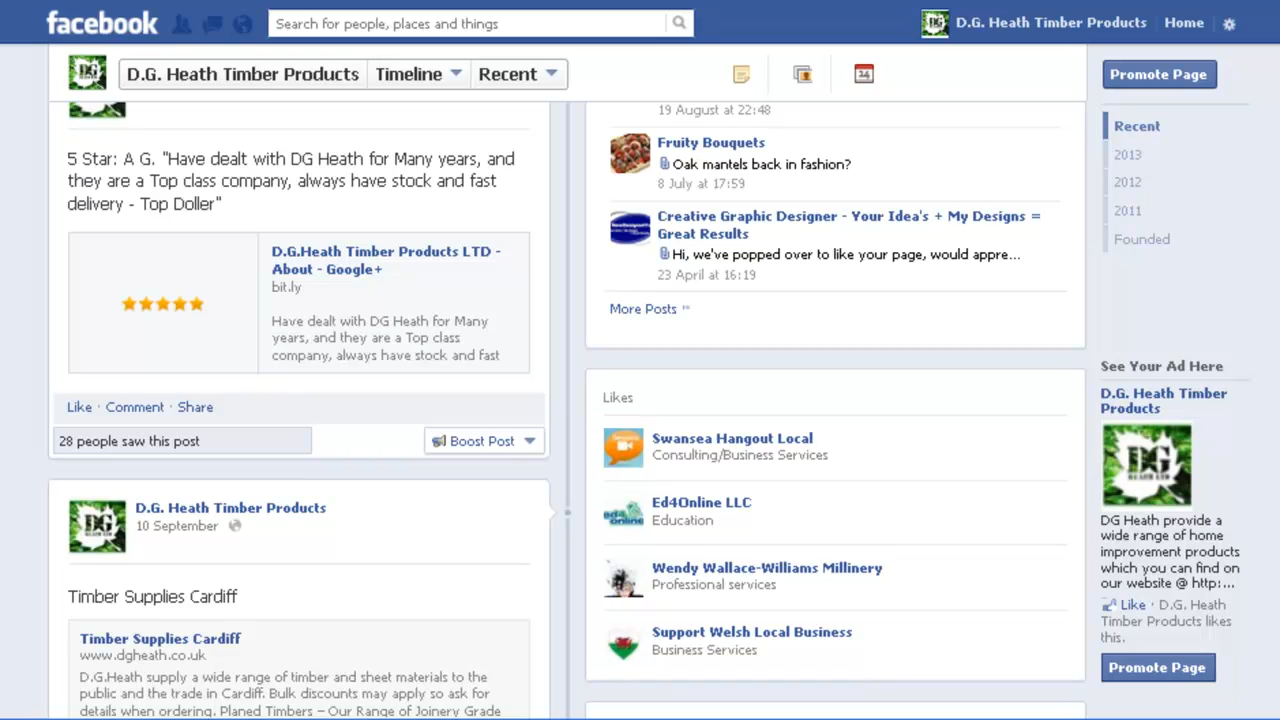 facebook
Search for people, places and things
D.G. Heath Timber Products
Home
D.G. Heath Timber Products
Timeline
Recent
24
Promote Page
5 Star: A G. "Have dealt with DG Heath for Many years, and
they are a Top class company, always have stock and fast
delivery - Top Doller"
D.G.Heath Timber Products LTD -
About - Google+
bit.ly
Have dealt with DG Heath for Many
years, and they are a Top class
company, always have stock and fast
Like · Comment · Share
28 people saw this post
Boost Post
D.G. Heath Timber Products
10 September
Timber Supplies Cardiff
Timber Supplies Cardiff
www.dgheath.co.uk
D.G.Heath supply a wide range of timber and sheet materials to the
public and the trade in Cardiff. Bulk discounts may apply so ask for
details when ordering. Planed Timbers – Our Range of Joinery Grade
19 August at 22:48
Fruity Bouquets
Oak mantels back in fashion?
8 July at 17:59
Creative Graphic Designer - Your Idea's + My Designs =
Great Results
Hi, we've popped over to like your page, would appre...
23 April at 16:19
More Posts
Likes
Swansea Hangout Local
Consulting/Business Services
Ed4Online LLC
Education
Wendy Wallace-Williams Millinery
Professional services
Support Welsh Local Business
Business Services
Recent
2013
2012
2011
Founded
See Your Ad Here
D.G. Heath Timber
Products
DG
HEATH LTD
DG Heath provide a
wide range of home
improvement products
which you can find on
our website @ http:...
Like · D.G. Heath
Timber Products likes
this.
Promote Page